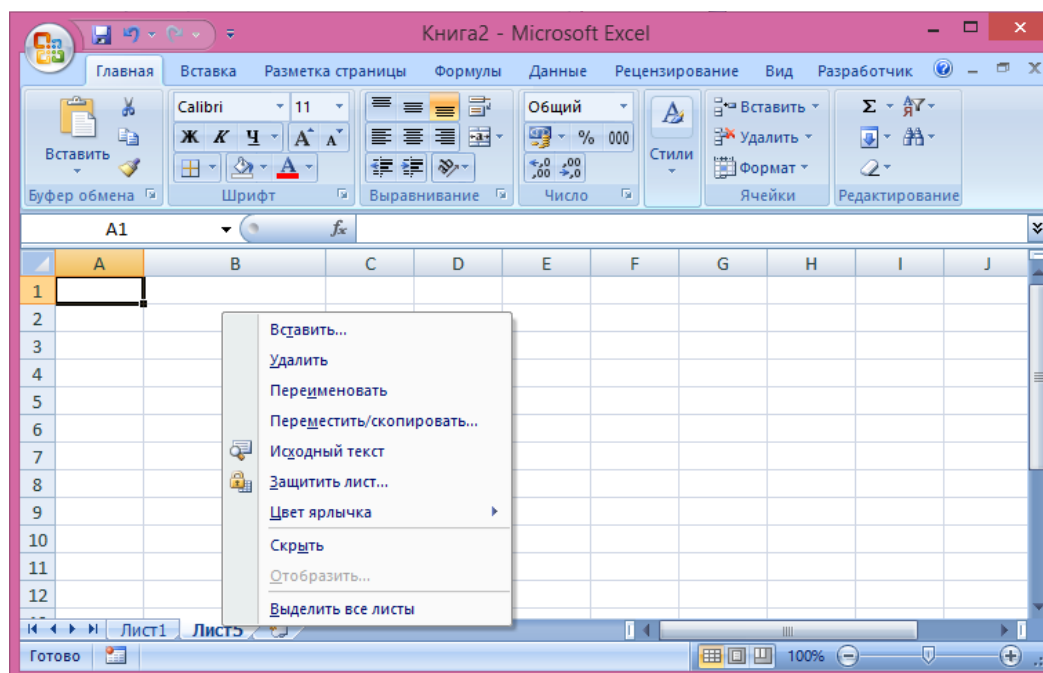 Книга2 - Microsoft Excel
Главная Вставка Разметка страницы Формулы Данные Рецензирование Вид Разработчик
Calibri 11 Общий Вставить Σ
Ж К Ч % 000 Удалить
Вставить Стили Формат
Буфер обмена Шрифт Выравнивание Число Ячейки Редактирование
A1 fx
A B C D E F G H I J
1
2
3
4
5
6
7
8
9
10
11
12
Вставить...
Удалить
Переименовать
Переместить/скопировать...
Исходный текст
Защитить лист...
Цвет ярлычка
Скрыть
Отобразить...
Выделить все листы
Лист1 Лист5
Готово 100%